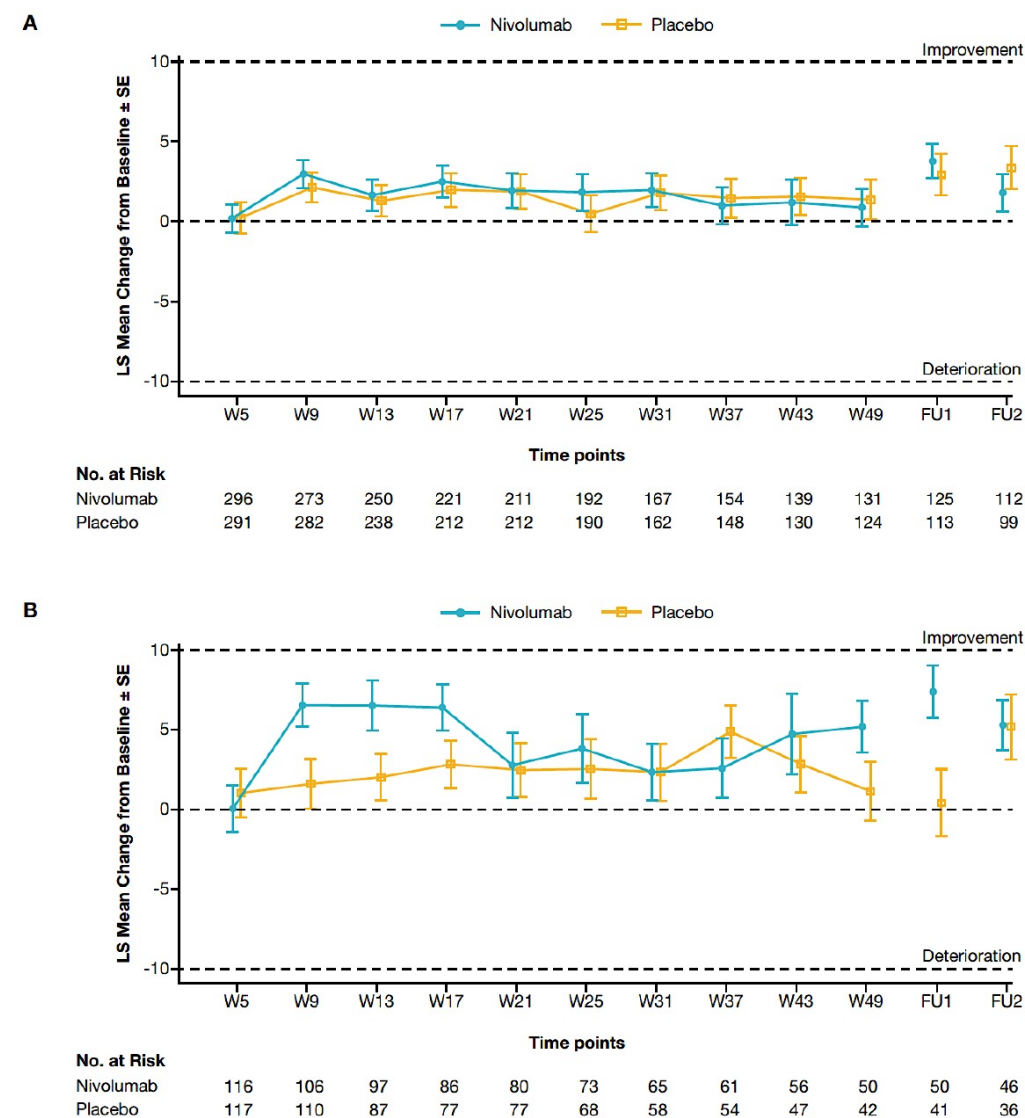 A
Nivolumab Placebo
Improvement
LS Mean Change from Baseline ± SE
10
5
0
-5
-10
Deterioration
W5 W9 W13 W17 W21 W25 W31 W37 W43 W49 FU1 FU2
Time points
No. at Risk
Nivolumab 296 273 250 221 211 192 167 154 139 131 125 112
Placebo 291 282 238 212 212 190 162 148 130 124 113 99
B
Nivolumab Placebo
Improvement
LS Mean Change from Baseline ± SE
10
5
0
-5
-10
Deterioration
W5 W9 W13 W17 W21 W25 W31 W37 W43 W49 FU1 FU2
Time points
No. at Risk
Nivolumab 116 106 97 86 80 73 65 61 56 50 50 46
Placebo 117 110 87 77 77 68 58 54 47 42 41 36